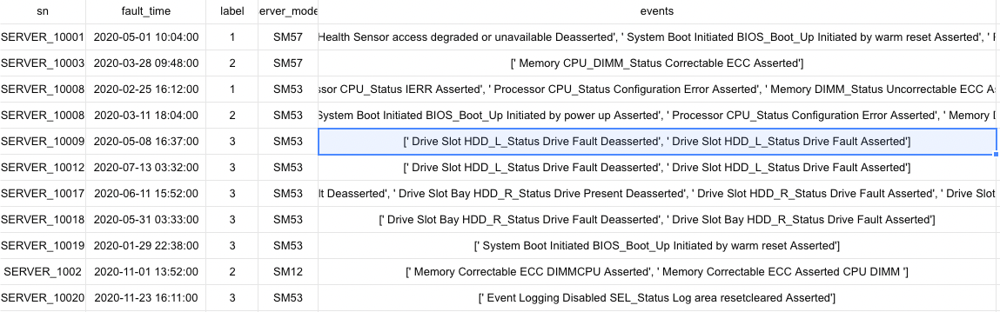 sn fault_time label erver_mode events
SERVER_10001 2020-05-01 10:04:00 1 SM57 Health Sensor access degraded or unavailable Deasserted', ' System Boot Initiated BIOS_Boot_Up Initiated by warm reset Asserted', '
SERVER_10003 2020-03-28 09:48:00 2 SM57 [' Memory CPU_DIMM_Status Correctable ECC Asserted']
SERVER_10008 2020-02-25 16:12:00 1 SM53 ssor CPU_Status IERR Asserted', ' Processor CPU_Status Configuration Error Asserted', ' Memory DIMM_Status Uncorrectable ECC As
SERVER_10008 2020-03-11 18:04:00 2 SM53 System Boot Initiated BIOS_Boot_Up Initiated by power up Asserted', ' Processor CPU_Status Configuration Error Asserted', ' Memory
SERVER_10009 2020-05-08 16:37:00 3 SM53 [' Drive Slot HDD_L_Status Drive Fault Deasserted', ' Drive Slot HDD_L_Status Drive Fault Asserted']
SERVER_10012 2020-07-13 03:32:00 3 SM53 [' Drive Slot HDD_L_Status Drive Fault Deasserted', ' Drive Slot HDD_L_Status Drive Fault Asserted']
SERVER_10017 2020-06-11 15:52:00 3 SM53 lt Deasserted', ' Drive Slot Bay HDD_R_Status Drive Present Deasserted', ' Drive Slot HDD_R_Status Drive Fault Asserted', ' Drive Slot
SERVER_10018 2020-05-31 03:33:00 3 SM53 [' Drive Slot Bay HDD_R_Status Drive Fault Deasserted', ' Drive Slot Bay HDD_R_Status Drive Fault Asserted']
SERVER_10019 2020-01-29 22:38:00 3 SM53 [' System Boot Initiated BIOS_Boot_Up Initiated by warm reset Asserted']
SERVER_1002 2020-11-01 13:52:00 2 SM12 [' Memory Correctable ECC DIMMCPU Asserted', ' Memory Correctable ECC Asserted CPU DIMM ']
SERVER_10020 2020-11-23 16:11:00 3 SM53 [' Event Logging Disabled SEL_Status Log area resetcleared Asserted']